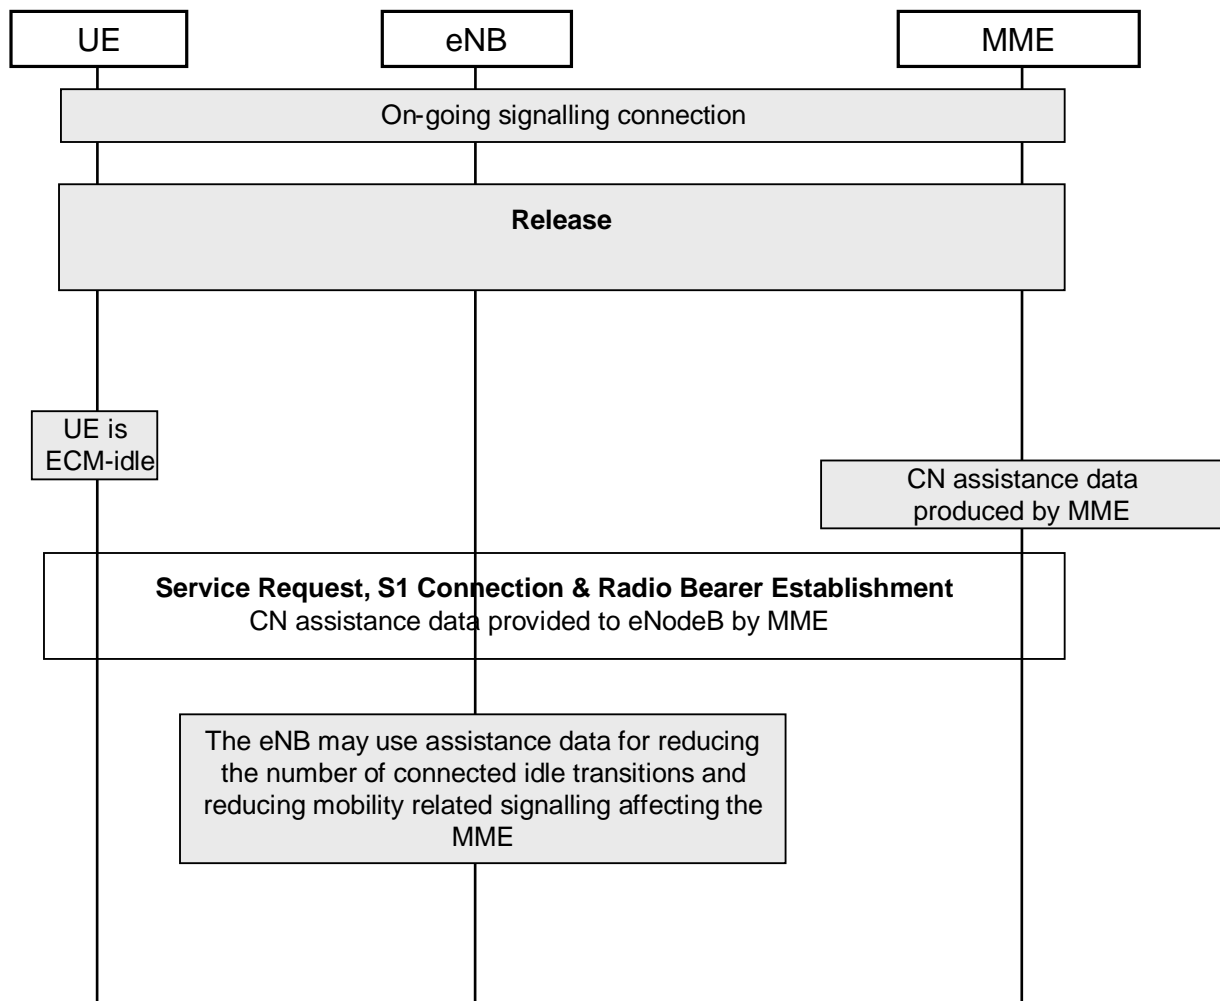 UE
eNB
MME
On-going signalling connection
Release
UE is
ECM-idle
CN assistance data
produced by MME
Service Request, S1 Connection & Radio Bearer Establishment
CN assistance data provided to eNodeB by MME
The eNB may use assistance data for reducing
the number of connected idle transitions and
reducing mobility related signalling affecting the
MME